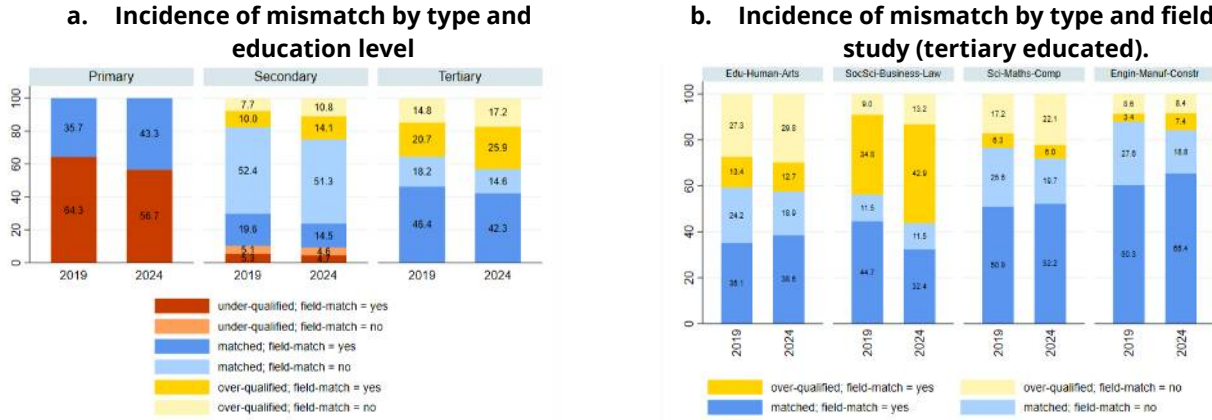 a. Incidence of mismatch by type and
education level
Primary Secondary Tertiary
100
80
60
40
20
0
35.7 43.3
64.3 56.7
7.7 10.8
10.0 14.1
52.4 51.3
19.6 14.5
5.1 4.6
5.3 4.7
14.8 17.2
20.7 25.9
18.2 14.6
46.4 42.3
2019 2024 2019 2024 2019 2024
under-qualified; field-match = yes
under-qualified; field-match = no
matched; field-match = yes
matched; field-match = no
over-qualified; field-match = yes
over-qualified; field-match = no
b. Incidence of mismatch by type and field
study (tertiary educated).
Edu-Human-Arts SocSci-Business-Law Sci-Maths-Comp Engin-Manuf-Constr
100
80
60
40
20
0
27.3 29.8
13.4 12.7
24.2 18.9
35.1 38.6
9.0 13.2
34.8 42.9
11.5 11.5
44.7 32.4
17.2 22.1
6.3 6.0
19.7
50.9 52.2
8.6 8.4
3.4 7.4
27.6 18.8
65.4
2019 2024 2019 2024 2019 2024 2019 2024
over-qualified; field-match = yes over-qualified; field-match = no
matched; field-match = yes matched; field-match = no